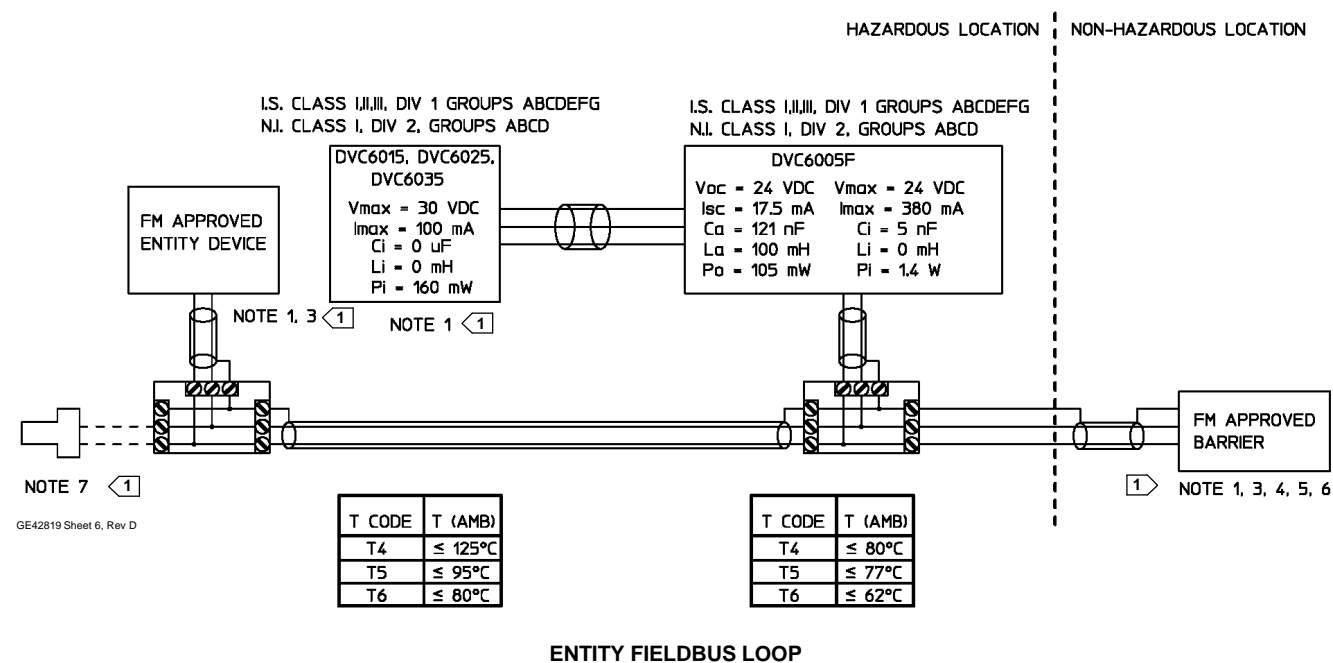 HAZARDOUS LOCATION
NON-HAZARDOUS LOCATION
I.S. CLASS I,II,III, DIV 1 GROUPS ABCDEFG
N.I. CLASS I, DIV 2, GROUPS ABCD
I.S. CLASS I,II,III, DIV 1 GROUPS ABCDEFG
N.I. CLASS I, DIV 2, GROUPS ABCD
FM APPROVED
ENTITY DEVICE
NOTE 1, 3 1
DVC6015, DVC6025,
DVC6035
Vmax = 30 VDC
Imax = 100 mA
Ci = 0 uF
Li = 0 mH
Pi = 160 mW
NOTE 1 1
DVC6005F
Voc = 24 VDC Vmax = 24 VDC
Isc = 17.5 mA Imax = 380 mA
Ca = 121 nF Ci = 5 nF
La = 100 mH Li = 0 mH
Po = 105 mW Pi = 1.4 W
FM APPROVED
BARRIER
1 NOTE 1, 3, 4, 5, 6
NOTE 7 1
GE42819 Sheet 6, Rev D
T CODE T (AMB)
T4 ≤ 125°C
T5 ≤ 95°C
T6 ≤ 80°C
T CODE T (AMB)
T4 ≤ 80°C
T5 ≤ 77°C
T6 ≤ 62°C
ENTITY FIELDBUS LOOP